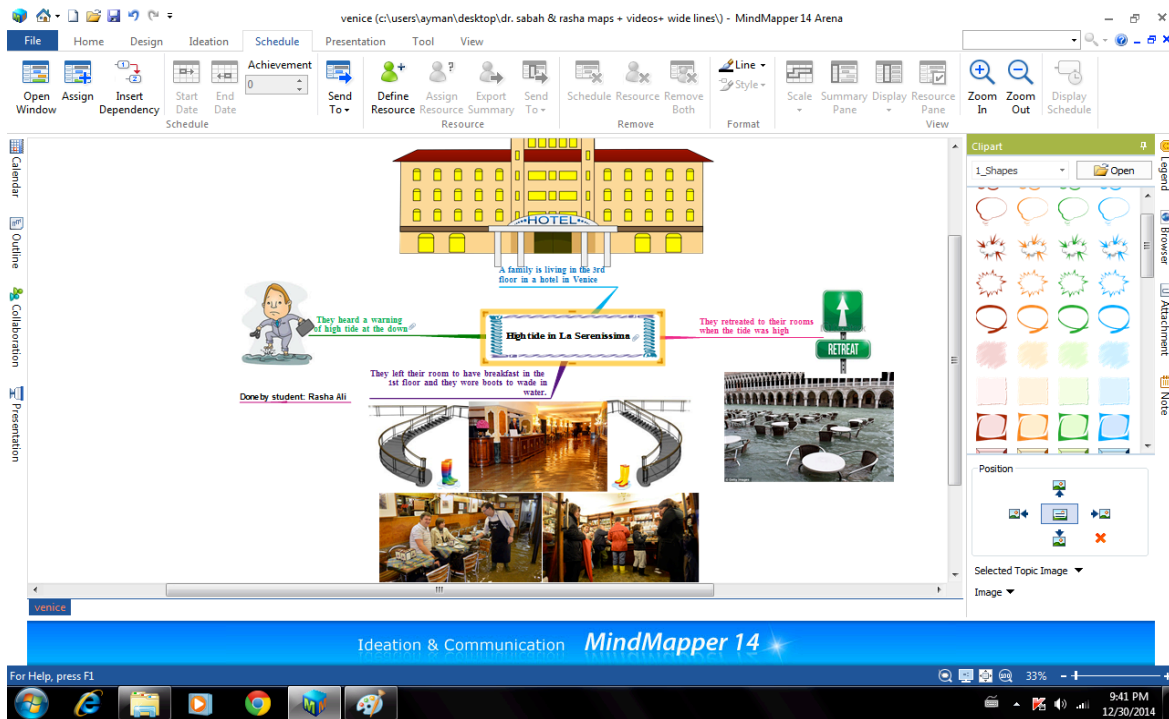 venice (c:\users\ayman\desktop\dr. sabah & rasha maps + videos+ wide lines\) - MindMapper 14 Arena
File Home Design Ideation Schedule Presentation Tool View
Open Window
Assign
Insert Dependency
Start Date
End Date
Achievement
0
Send To
Define Resource
Assign Resource
Export Summary
Send To
Schedule
Resource
Remove Both
Line
Style
Scale
Summary Pane
Display
Resource Pane
Zoom In
Zoom Out
Display Schedule
Schedule Resource Remove Format View
Calendar
Outline
Collaboration
Presentation
HOTEL
A family is living in the 3rd
floor in a hotel in Venice
They heard a warning
of high tide at the down
High tide in La Serenissima
They retreated to their rooms
when the tide was high
RETREAT
They left their room to have breakfast in the
1st floor and they wore boots to wade in
water.
Done by student: Rasha Ali
Clipart
1_Shapes
Open
Legend
Browser
Attachment
Note
Position
Selected Topic Image
Image
venice
Ideation & Communication MindMapper 14
For Help, press F1
33%
9:41 PM
12/30/2014